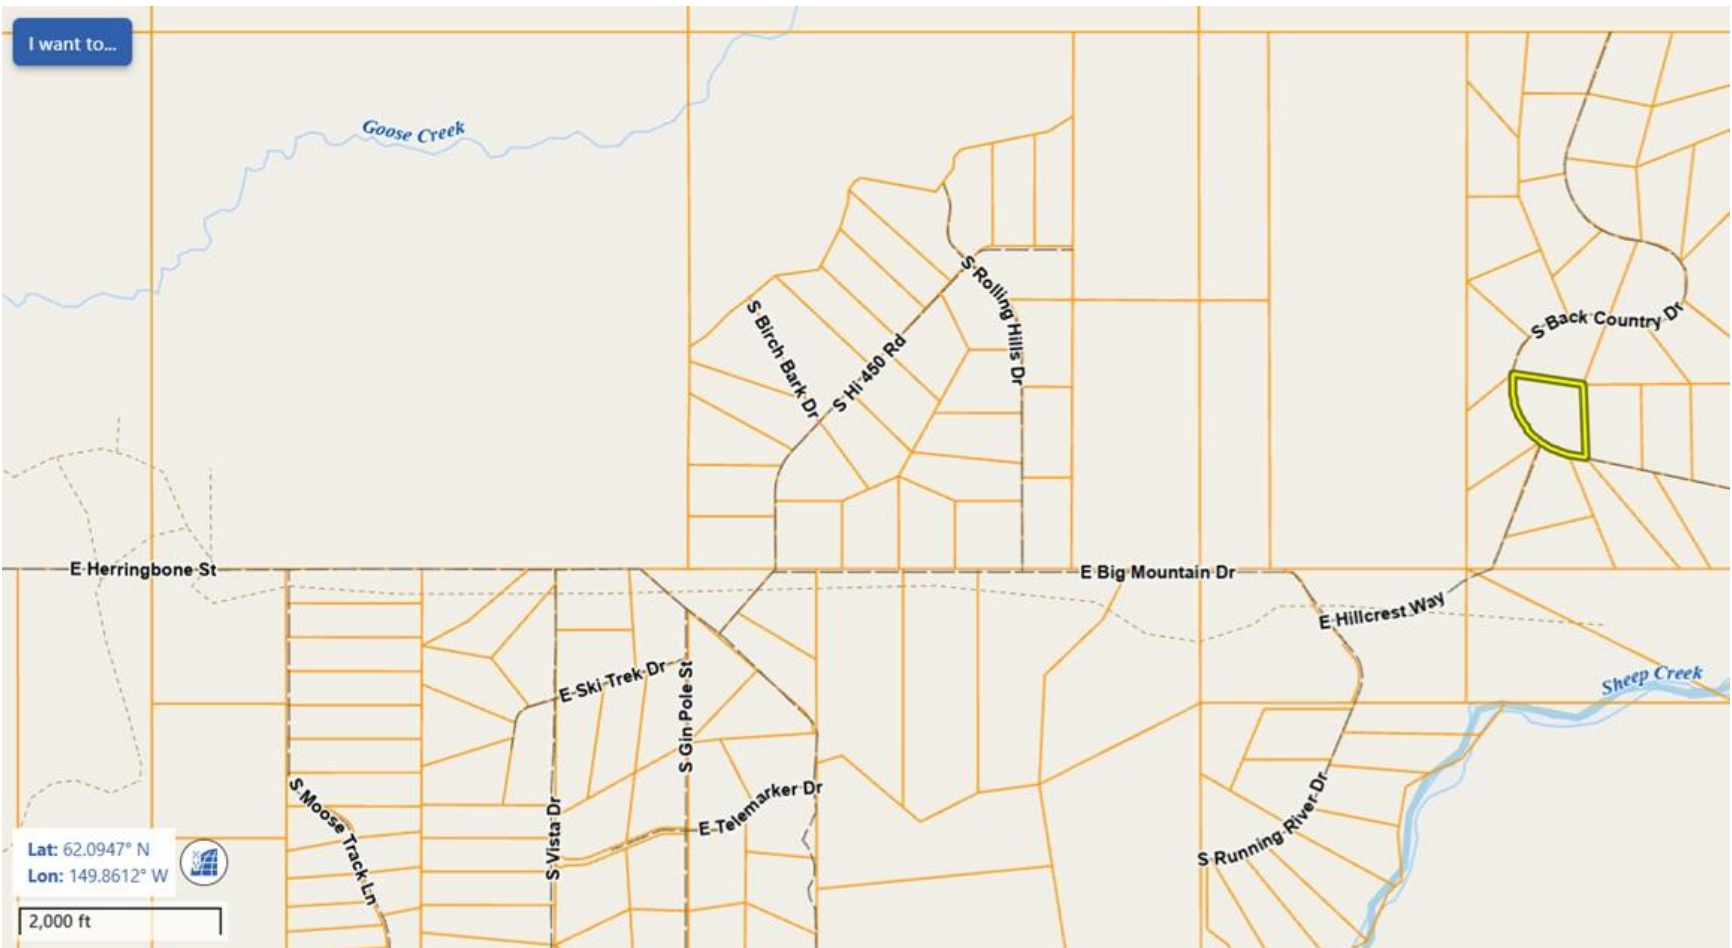 I want to...
Goose Creek
S Rolling Hills Dr
S Birch Bark Dr
S Hi 450 Rd
S Back Country Dr
E Herringbone St
E Big Mountain Dr
E Hillcrest Way
E Ski Trek Dr
S Gin Pole St
Sheep Creek
S Moose Track Ln
S Vista Dr
E Telemarker Dr
S Running River Dr
Lat: 62.0947° N
Lon: 149.8612° W
2,000 ft